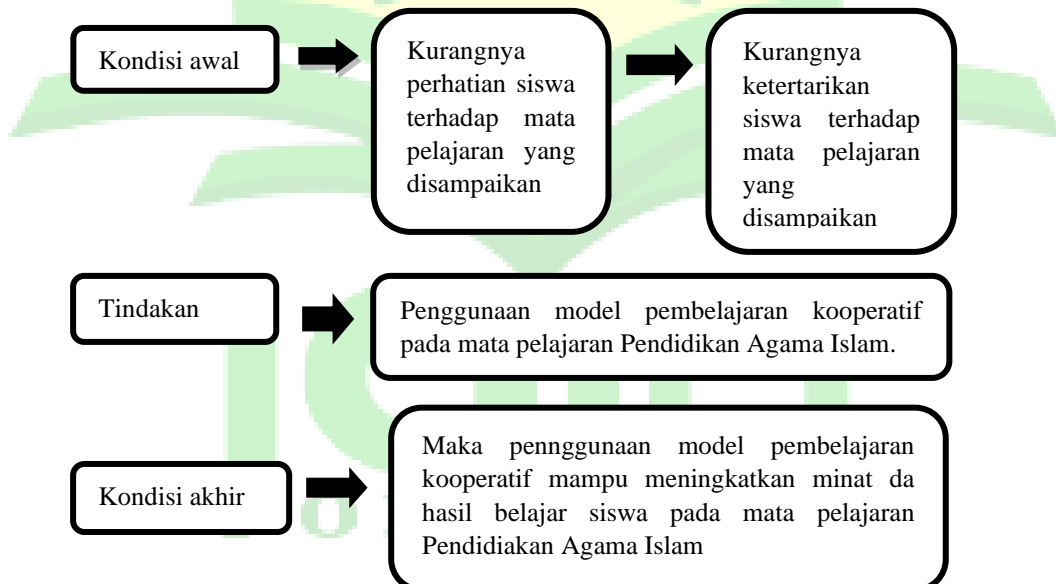 Kondisi awal
Kurangnya
perhatian siswa
terhadap mata
pelajaran yang
disampaikan
Kurangnya
ketertarikan
siswa terhadap
mata pelajaran
yang
disampaikan
Tindakan
Penggunaan model pembelajaran kooperatif
pada mata pelajaran Pendidikan Agama Islam.
Kondisi akhir
Maka pennggunaan model pembelajaran
kooperatif mampu meningkatkan minat da
hasil belajar siswa pada mata pelajaran
Pendidiakan Agama Islam